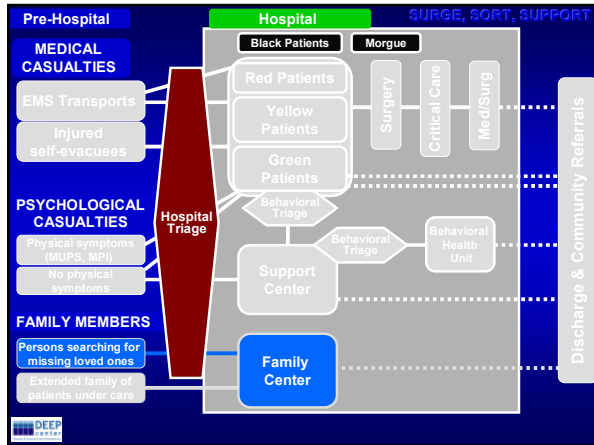 Pre-Hospital
Hospital
SURGE, SORT, SUPPORT
MEDICAL
CASUALTIES
EMS Transports
Injured
self-evacuees
PSYCHOLOGICAL
CASUALTIES
Physical symptoms
(MUPS, MPI)
No physical
symptoms
FAMILY MEMBERS
Persons searching for
missing loved ones
Extended family of
patients under care
Hospital
Triage
Black Patients
Morgue
Red Patients
Yellow
Patients
Green
Patients
Surgery
Critical Care
Med/Surg
Behavioral
Triage
Behavioral
Triage
Behavioral
Health
Unit
Support
Center
Family
Center
Discharge & Community Referrals
DEEP
center